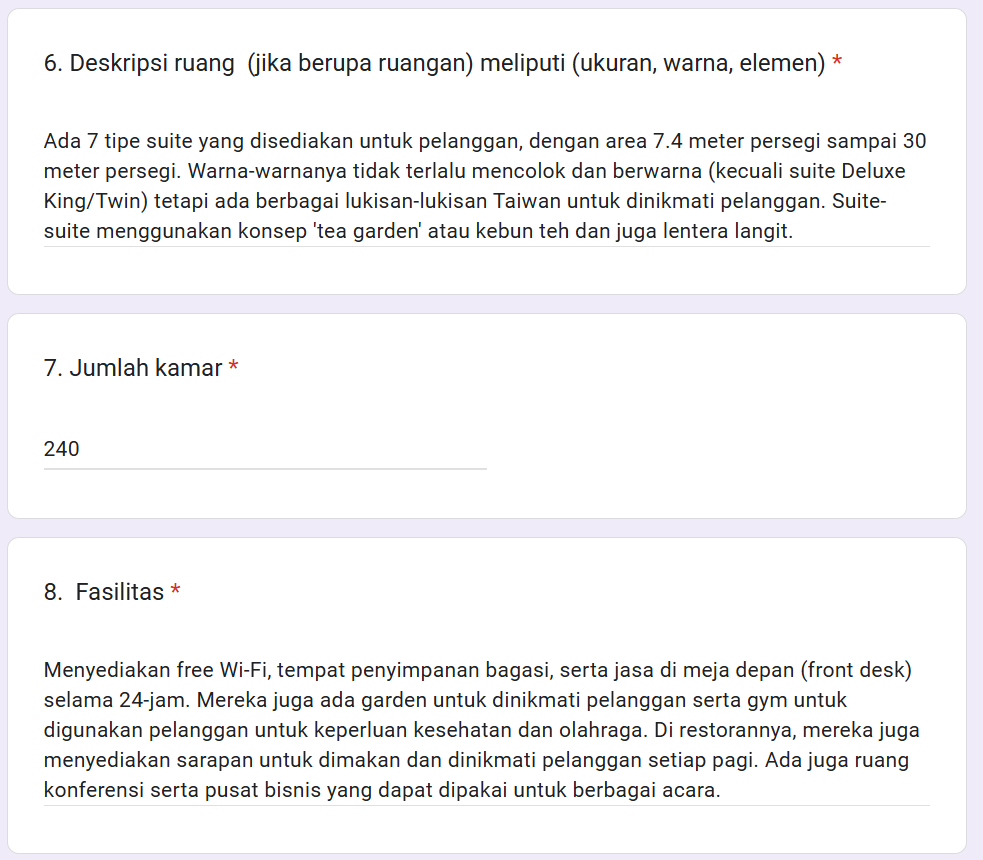 6. Deskripsi ruang  (jika berupa ruangan) meliputi (ukuran, warna, elemen) *
Ada 7 tipe suite yang disediakan untuk pelanggan, dengan area 7.4 meter persegi sampai 30
meter persegi. Warna-warnanya tidak terlalu mencolok dan berwarna (kecuali suite Deluxe
King/Twin) tetapi ada berbagai lukisan-lukisan Taiwan untuk dinikmati pelanggan. Suite-
suite menggunakan konsep 'tea garden' atau kebun teh dan juga lentera langit.
7. Jumlah kamar *
240
8.  Fasilitas *
Menyediakan free Wi-Fi, tempat penyimpanan bagasi, serta jasa di meja depan (front desk)
selama 24-jam. Mereka juga ada garden untuk dinikmati pelanggan serta gym untuk
digunakan pelanggan untuk keperluan kesehatan dan olahraga. Di restorannya, mereka juga
menyediakan sarapan untuk dimakan dan dinikmati pelanggan setiap pagi. Ada juga ruang
konferensi serta pusat bisnis yang dapat dipakai untuk berbagai acara.